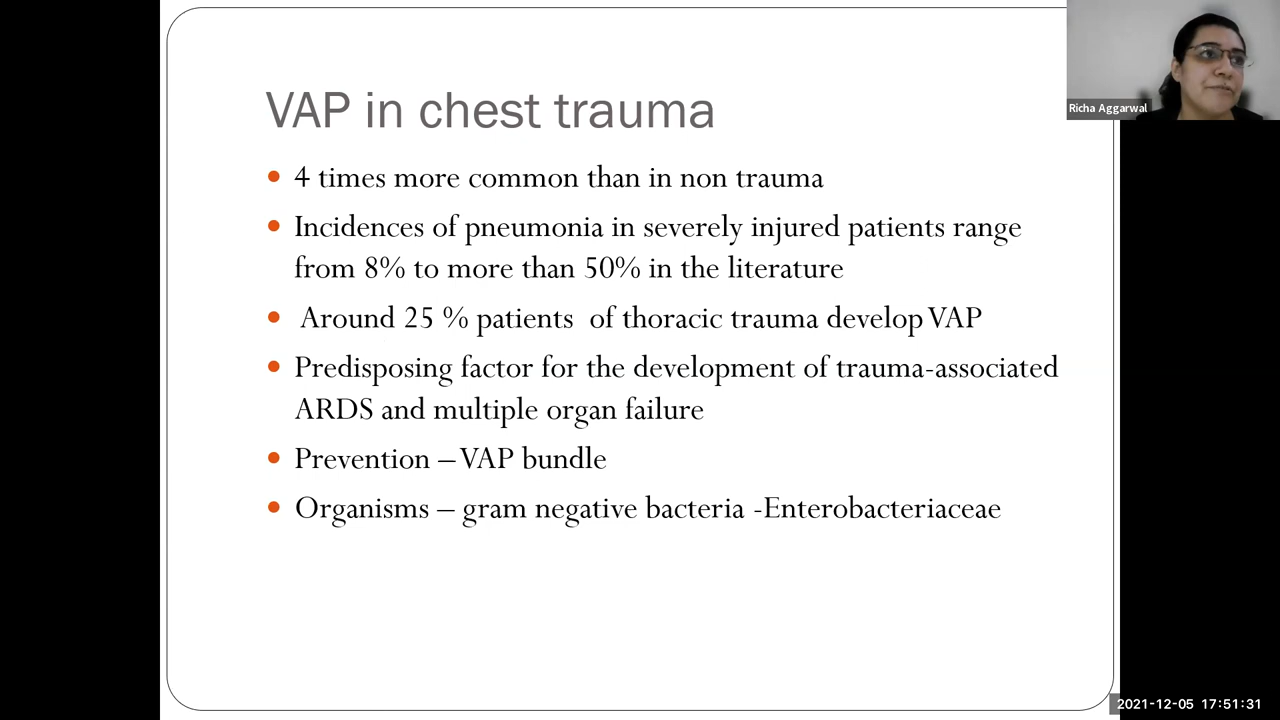 VAP in chest trauma
Richa Aggarwal
4 times more common than in non trauma
Incidences of pneumonia in severely injured patients range
from 8% to more than 50% in the literature
Around 25 % patients of thoracic trauma develop VAP
Predisposing factor for the development of trauma-associated
ARDS and multiple organ failure
Prevention – VAP bundle
Organisms – gram negative bacteria -Enterobacteriaceae
2021-12-05 17:51:31